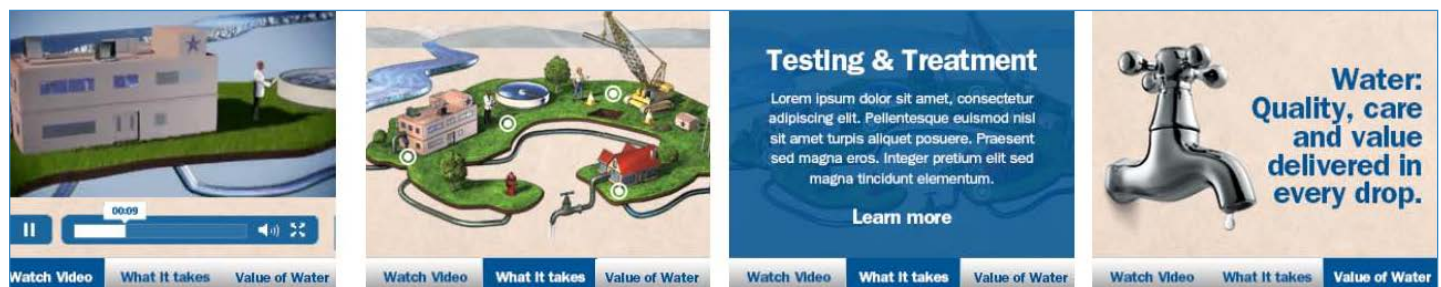 00:09
Watch Video
What It takes
Value of Water
Watch Video
What It takes
Value of Water
Testing & Treatment
Lorem ipsum dolor sit amet, consectetur
adipiscing elit. Pellentesque euismod nisl
sit amet turpis aliquet posuere. Praesent
sed magna eros. Integer pretium elit sed
magna tincidunt elementum.
Learn more
Watch Video
What It takes
Value of Water
Water:
Quality, care
and value
delivered in
every drop.
Watch Video
What It takes
Value of Water